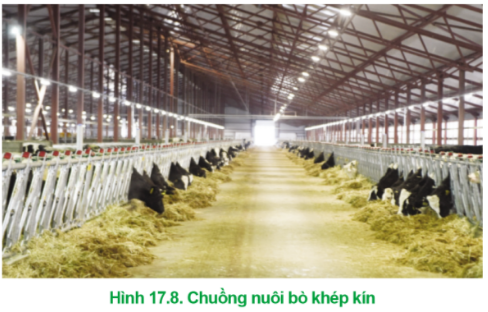 Hình 17.8. Chuồng nuôi bò khép kín